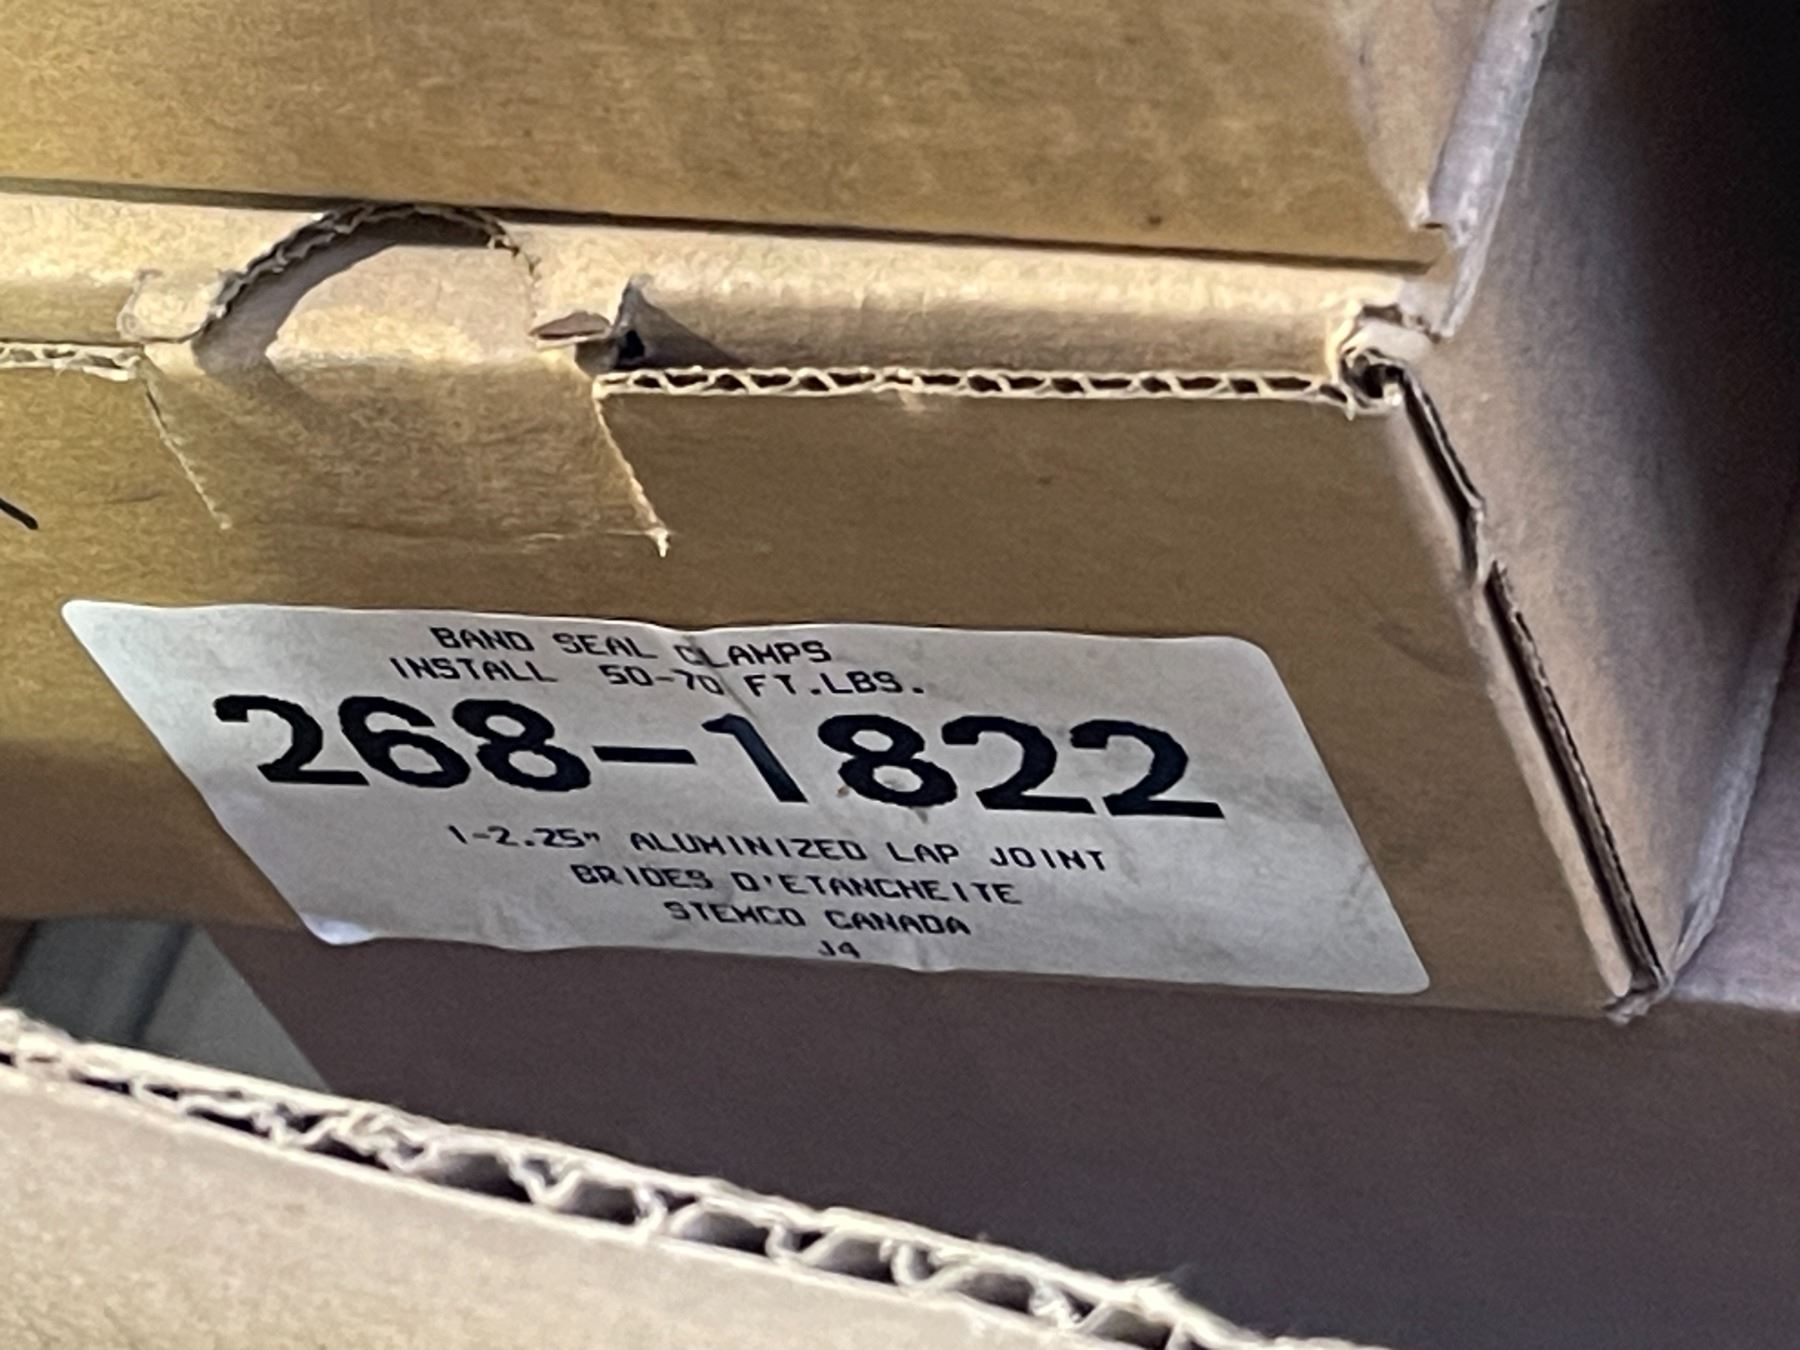 BAND SEAL CLAMPS
INSTALL 50-70 FT.LBS.
268-1822
1-2.25" ALUMINIZED LAP JOINT
BRIDES D'ETANCHEITE
STEMCO CANADA
J4